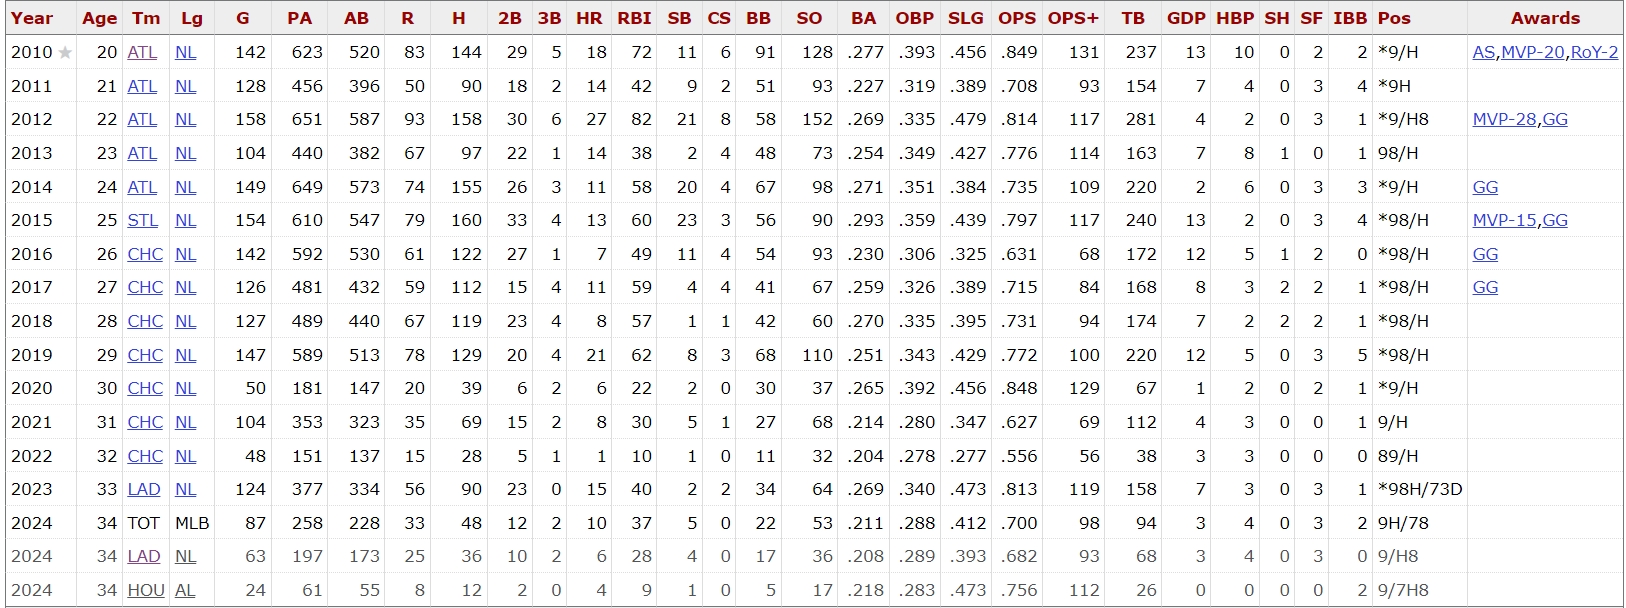 Year Age Tm Lg G PA AB R H 2B 3B HR RBI SB CS BB SO BA OBP SLG OPS OPS+ TB GDP HBP SH SF IBB Pos Awards
2010 ★ 20 ATL NL 142 623 520 83 144 29 5 18 72 11 6 91 128 .277 .393 .456 .849 131 237 13 10 0 2 2 *9/H AS,MVP-20,RoY-2
2011 21 ATL NL 128 456 396 50 90 18 2 14 42 9 2 51 93 .227 .319 .389 .708 93 154 7 4 0 3 4 *9H
2012 22 ATL NL 158 651 587 93 158 30 6 27 82 21 8 58 152 .269 .335 .479 .814 117 281 4 2 0 3 1 *9/H8 MVP-28,GG
2013 23 ATL NL 104 440 382 67 97 22 1 14 38 2 4 48 73 .254 .349 .427 .776 114 163 7 8 1 0 1 98/H
2014 24 ATL NL 149 649 573 74 155 26 3 11 58 20 4 67 98 .271 .351 .384 .735 109 220 2 6 0 3 3 *9/H GG
2015 25 STL NL 154 610 547 79 160 33 4 13 60 23 3 56 90 .293 .359 .439 .797 117 240 13 2 0 3 4 *98/H MVP-15,GG
2016 26 CHC NL 142 592 530 61 122 27 1 7 49 11 4 54 93 .230 .306 .325 .631 68 172 12 5 1 2 0 *98/H GG
2017 27 CHC NL 126 481 432 59 112 15 4 11 59 4 4 41 67 .259 .326 .389 .715 84 168 8 3 2 2 1 *98/H GG
2018 28 CHC NL 127 489 440 67 119 23 4 8 57 1 1 42 60 .270 .335 .395 .731 94 174 7 2 2 2 1 *98/H
2019 29 CHC NL 147 589 513 78 129 20 4 21 62 8 3 68 110 .251 .343 .429 .772 100 220 12 5 0 3 5 *98/H
2020 30 CHC NL 50 181 147 20 39 6 2 6 22 2 0 30 37 .265 .392 .456 .848 129 67 1 2 0 2 1 *9/H
2021 31 CHC NL 104 353 323 35 69 15 2 8 30 5 1 27 68 .214 .280 .347 .627 69 112 4 3 0 0 1 9/H
2022 32 CHC NL 48 151 137 15 28 5 1 1 10 1 0 11 32 .204 .278 .277 .556 56 38 3 3 0 0 0 89/H
2023 33 LAD NL 124 377 334 56 90 23 0 15 40 2 2 34 64 .269 .340 .473 .813 119 158 7 3 0 3 1 *98H/73D
2024 34 TOT MLB 87 258 228 33 48 12 2 10 37 5 0 22 53 .211 .288 .412 .700 98 94 3 4 0 3 2 9H/78
2024 34 LAD NL 63 197 173 25 36 10 2 6 28 4 0 17 36 .208 .289 .393 .682 93 68 3 4 0 3 0 9/H8
2024 34 HOU AL 24 61 55 8 12 2 0 4 9 1 0 5 17 .218 .283 .473 .756 112 26 0 0 0 0 2 9/7H8